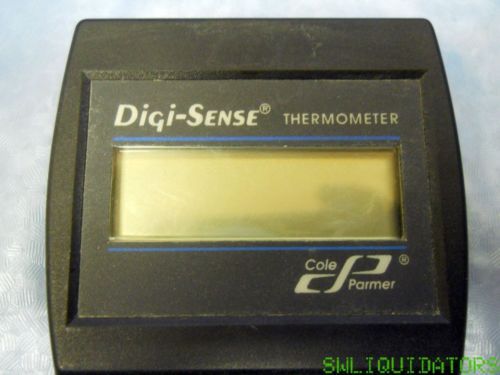 Digi-Sense® THERMOMETER
Cole
Parmer ®
SWLIQUIDATORS